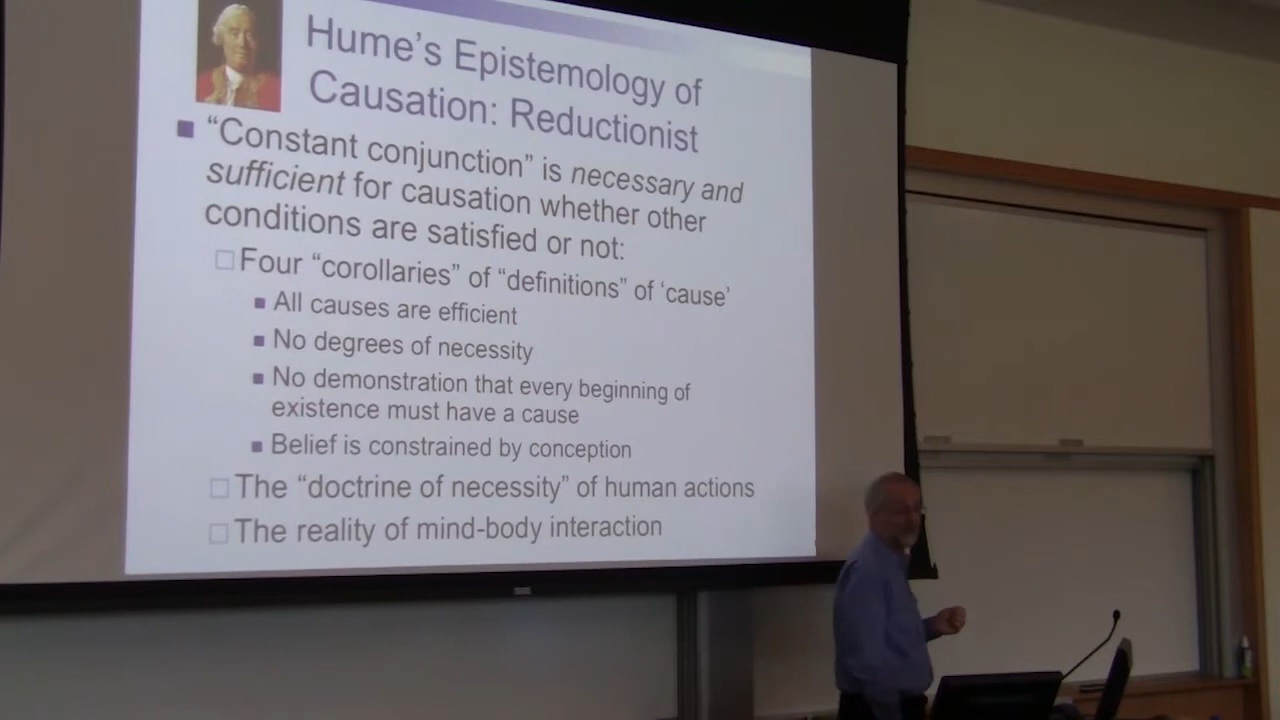 Hume's Epistemology of
Causation: Reductionist
"Constant conjunction" is necessary and
sufficient for causation whether other
conditions are satisfied or not:
Four "corollaries" of "definitions" of 'cause'
All causes are efficient
No degrees of necessity
No demonstration that every beginning of
existence must have a cause
Belief is constrained by conception
The "doctrine of necessity" of human actions
The reality of mind-body interaction